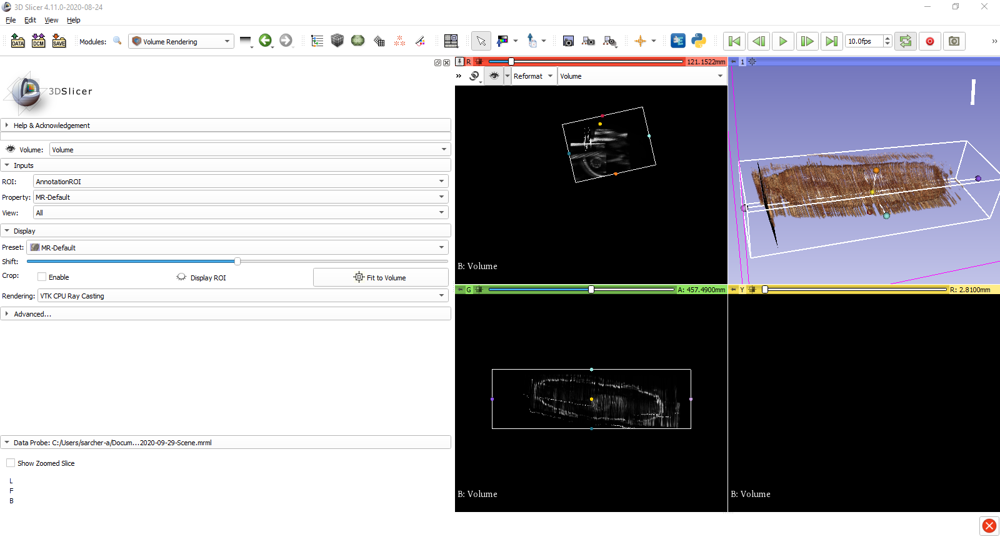 3D Slicer 4.11.0-2020-08-24
File Edit View Help
DATA DCM SAVE Modules: Volume Rendering 10.0fps »
R 121.1522mm 1
» Reformat Volume
3DSlicer
Help & Acknowledgement
Volume: Volume
Inputs
ROI: AnnotationROI
Property: MR-Default
View: All
Display
Preset: MR-Default
Shift:
Crop: Enable Display ROI Fit to Volume
Rendering: VTK CPU Ray Casting
Advanced...
B: Volume
G A: 457.4900mm Y R: 2.8100mm
Data Probe: C:/Users/sarcher-a/Docum...2020-09-29-Scene.mrml
Show Zoomed Slice
L
F
B
B: Volume B: Volume